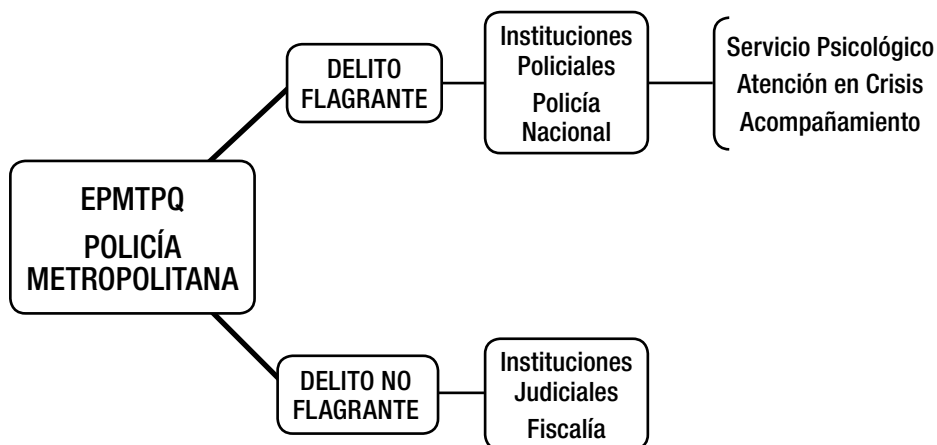 EPMTPQ
POLICÍA
METROPOLITANA
DELITO
FLAGRANTE
Instituciones
Policiales
Policía
Nacional
Servicio Psicológico
Atención en Crisis
Acompañamiento
DELITO NO
FLAGRANTE
Instituciones
Judiciales
Fiscalía